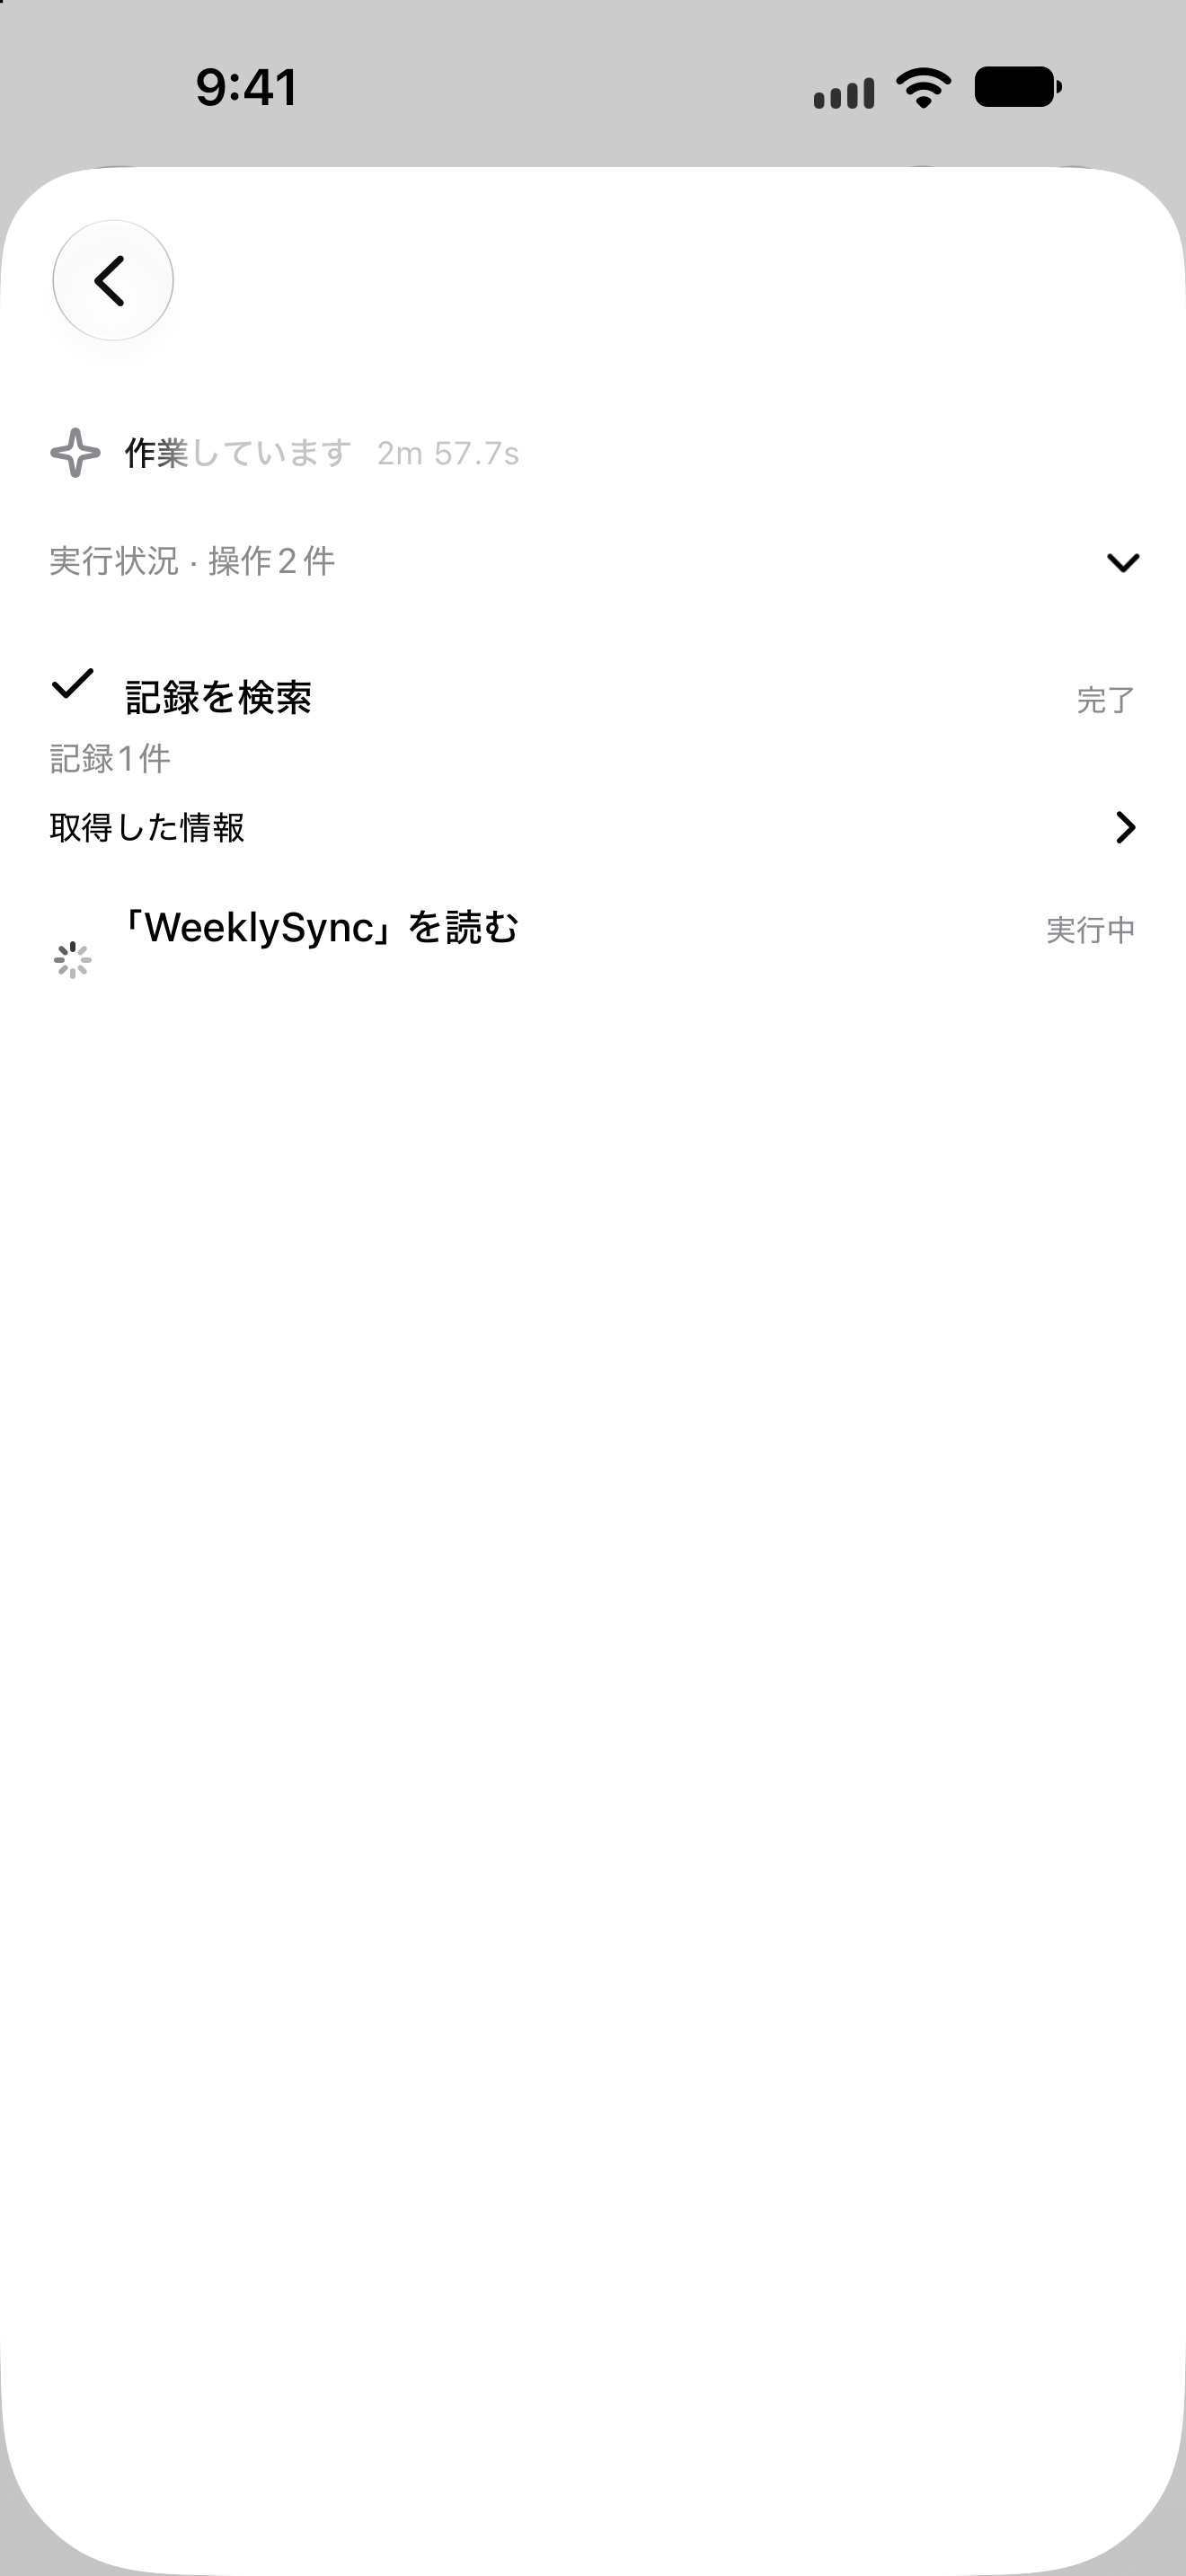 9:41
作業しています 2m 57.7s
実行状況 · 操作2件
記録を検索 完了
記録1件
取得した情報
「WeeklySync」を読む 実行中